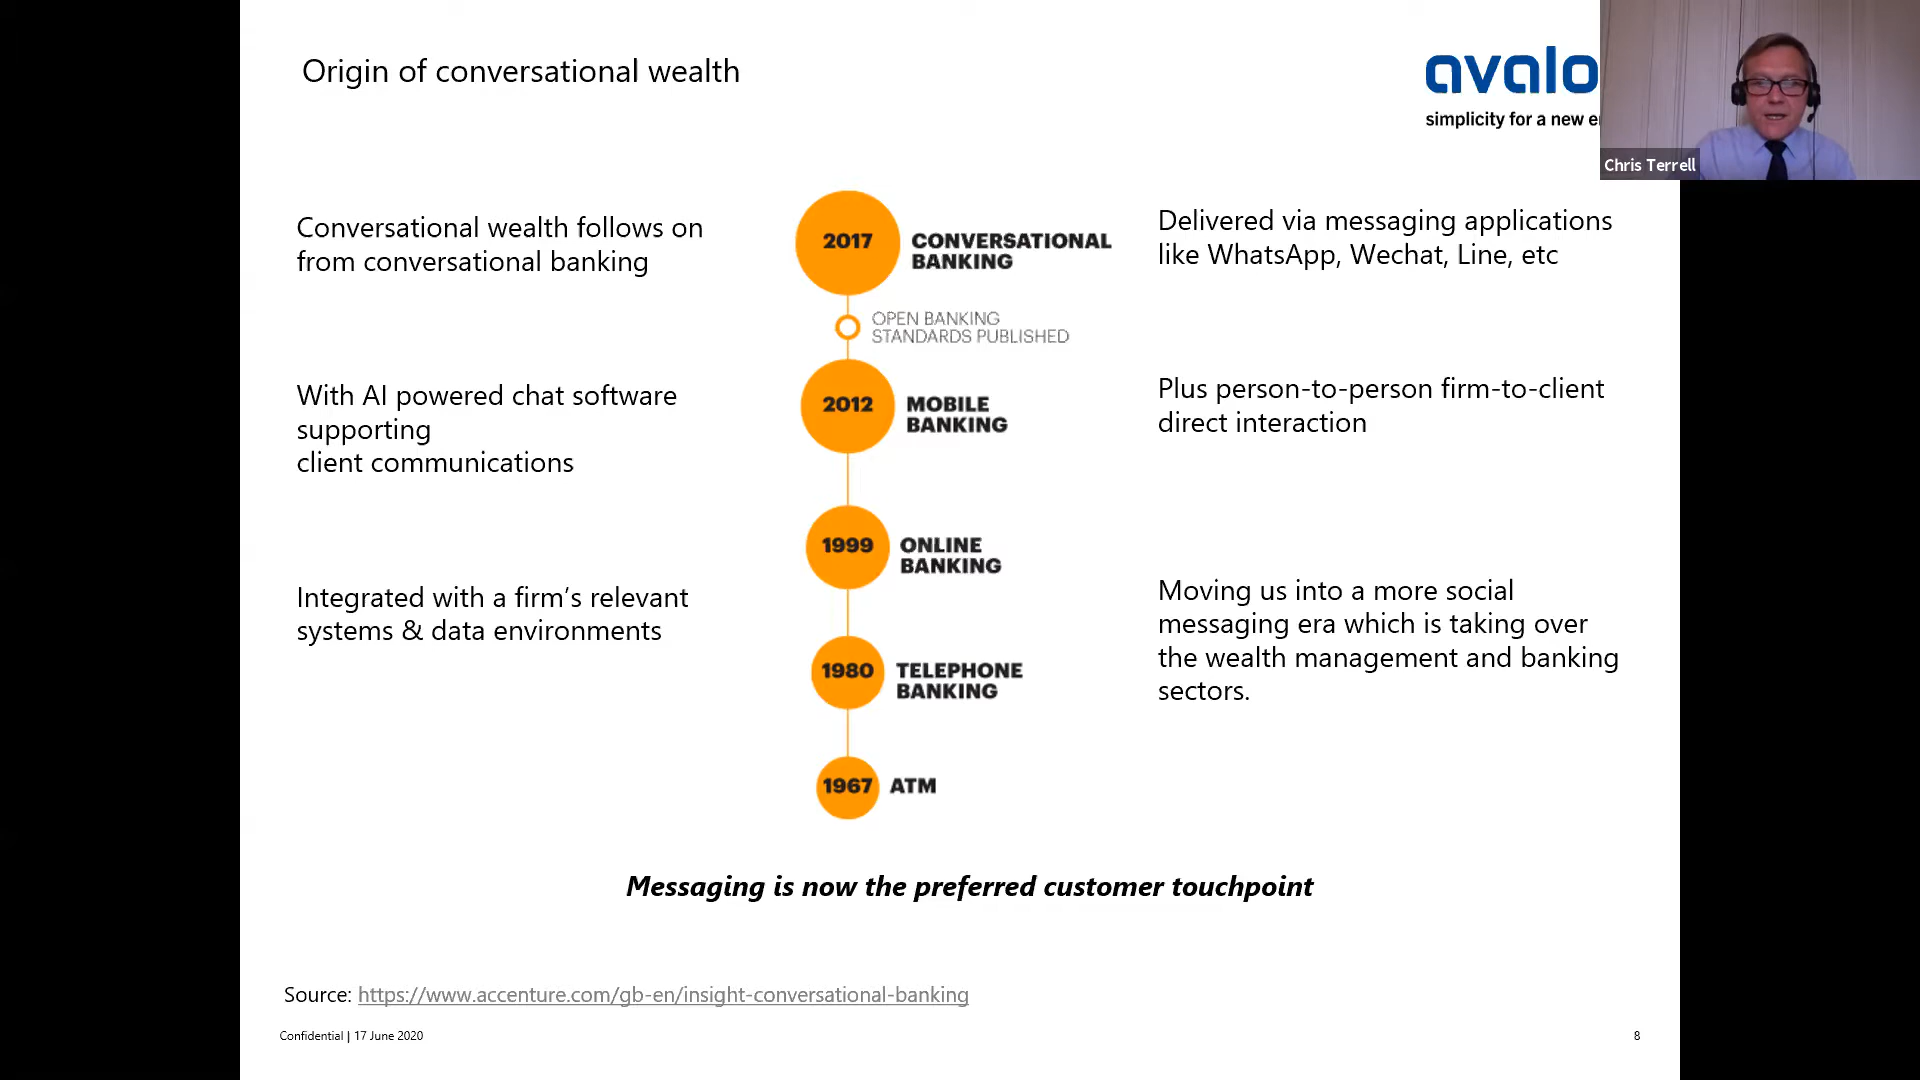 Origin of conversational wealth
avalo
simplicity for a new e
Chris Terrell
Conversational wealth follows on
from conversational banking
With AI powered chat software
supporting
client communications
Integrated with a firm's relevant
systems & data environments
2017 CONVERSATIONAL
BANKING
OPEN BANKING
STANDARDS PUBLISHED
2012 MOBILE
BANKING
1999 ONLINE
BANKING
1980 TELEPHONE
BANKING
1967 ATM
Delivered via messaging applications
like WhatsApp, Wechat, Line, etc
Plus person-to-person firm-to-client
direct interaction
Moving us into a more social
messaging era which is taking over
the wealth management and banking
sectors.
Messaging is now the preferred customer touchpoint
Source: https://www.accenture.com/gb-en/insight-conversational-banking
Confidential | 17 June 2020
8